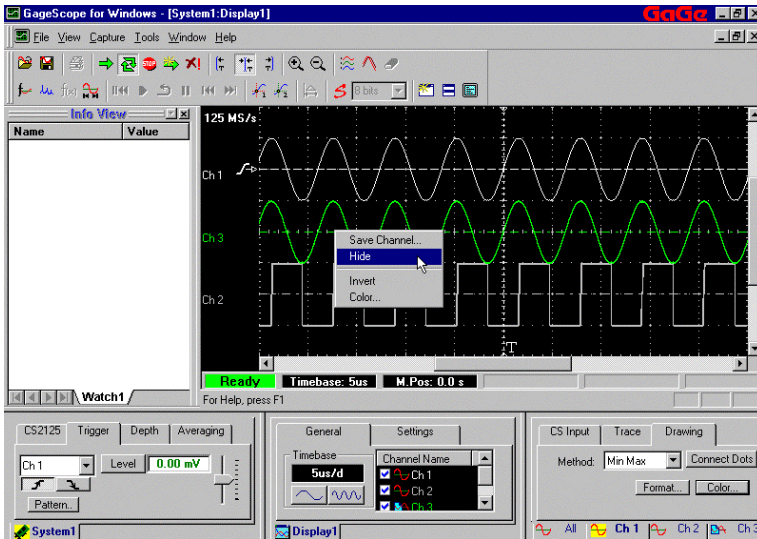 GageScope for Windows - [System1:Display1]
GaGe
File View Capture Tools Window Help
f(x)
8 bits
Info View
Name Value
125 MS/s
Ch 1
Ch 3
Save Channel...
Hide
Invert
Color...
Ch 2
T
Ready Timebase: 5us M.Pos: 0.0 s
Watch1
For Help, press F1
CS2125 Trigger Depth Averaging
Ch 1 Level 0.00 mV
Pattern..
System1
General Settings
Timebase Channel Name
5us/d
Ch 1
Ch 2
Ch 3
Display1
CS Input Trace Drawing
Method: Min Max Connect Dots
Format... Color...
All Ch 1 Ch 2 Ch 3